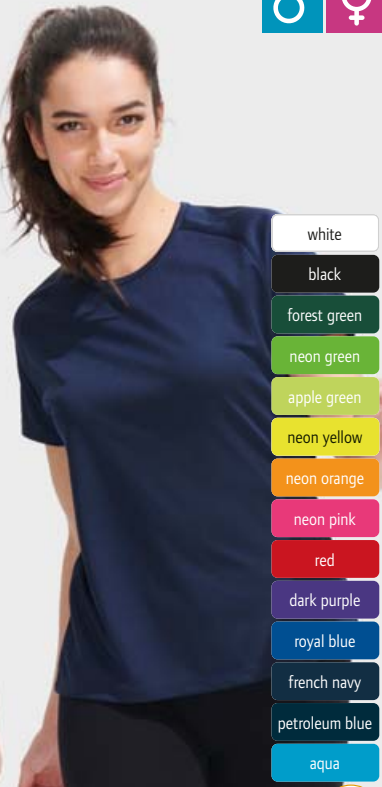 white
black
forest green
neon green
apple green
neon yellow
neon orange
neon pink
red
dark purple
royal blue
french navy
petroleum blue
aqua